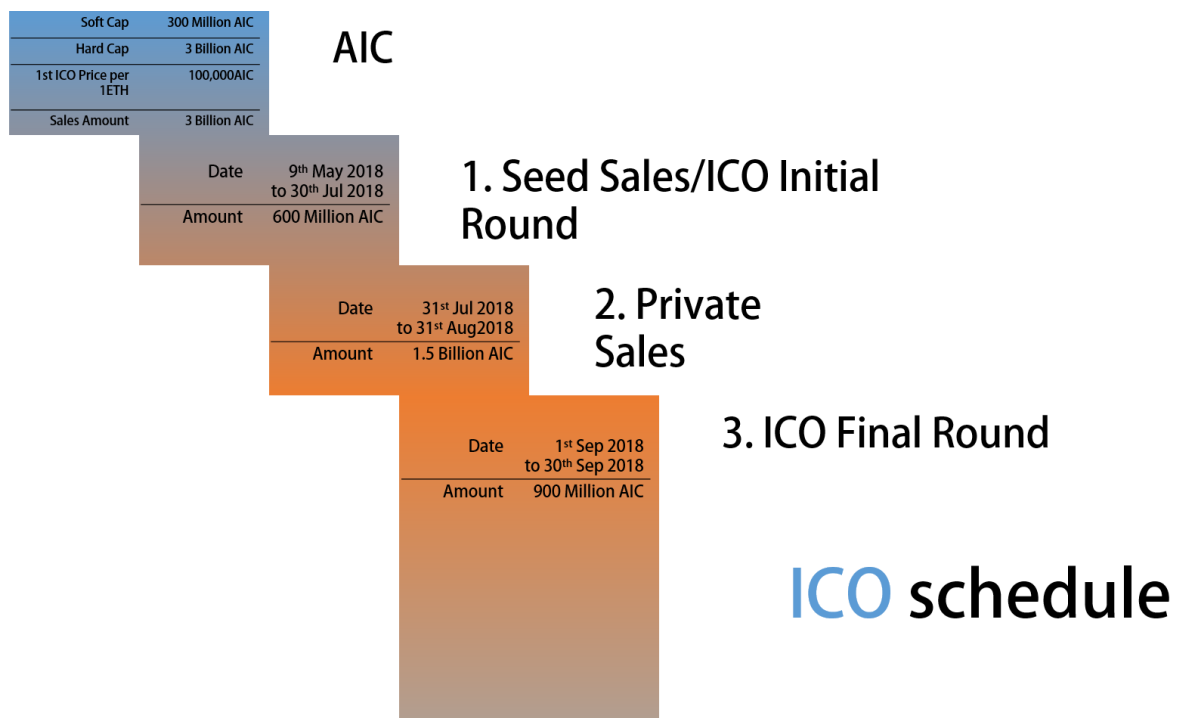 Soft Cap 300 Million AIC
Hard Cap 3 Billion AIC
1st ICO Price per 100,000AIC
1ETH
Sales Amount 3 Billion AIC
AIC
Date 9th May 2018
to 30th Jul 2018
Amount 600 Million AIC
1. Seed Sales/ICO Initial
Round
Date 31st Jul 2018
to 31st Aug2018
Amount 1.5 Billion AIC
2. Private
Sales
Date 1st Sep 2018
to 30th Sep 2018
Amount 900 Million AIC
3. ICO Final Round
ICO schedule